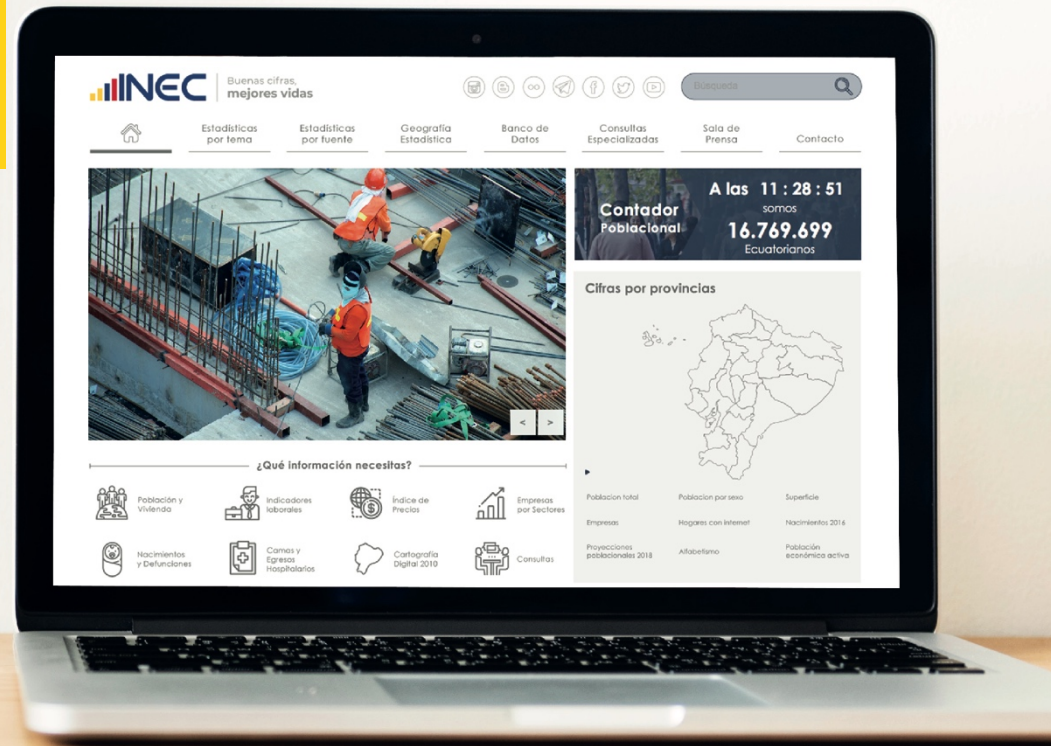 INEC
Buenas cifras,
mejores vidas
Búsqueda
Estadísticas
por tema
Estadísticas
por fuente
Geografía
Estadística
Banco de
Datos
Consultas
Especializadas
Sala de
Prensa
Contacto
Contador
Poblacional
A las 11 : 28 : 51
somos
16.769.699
Ecuatorianos
Cifras por provincias
< >
¿Qué información necesitas?
Población y
Vivienda
Indicadores
laborales
Índice de
Precios
Empresas
por Sectores
Nacimientos
y Defunciones
Camas y
Egresos
Hospitalarios
Cartografía
Digital 2010
Consultas
Poblacion total
Poblacion por sexo
Superficie
Empresas
Hogares con internet
Nacimientos 2016
Proyecciones
poblacionales 2018
Alfabetismo
Población
económica activa